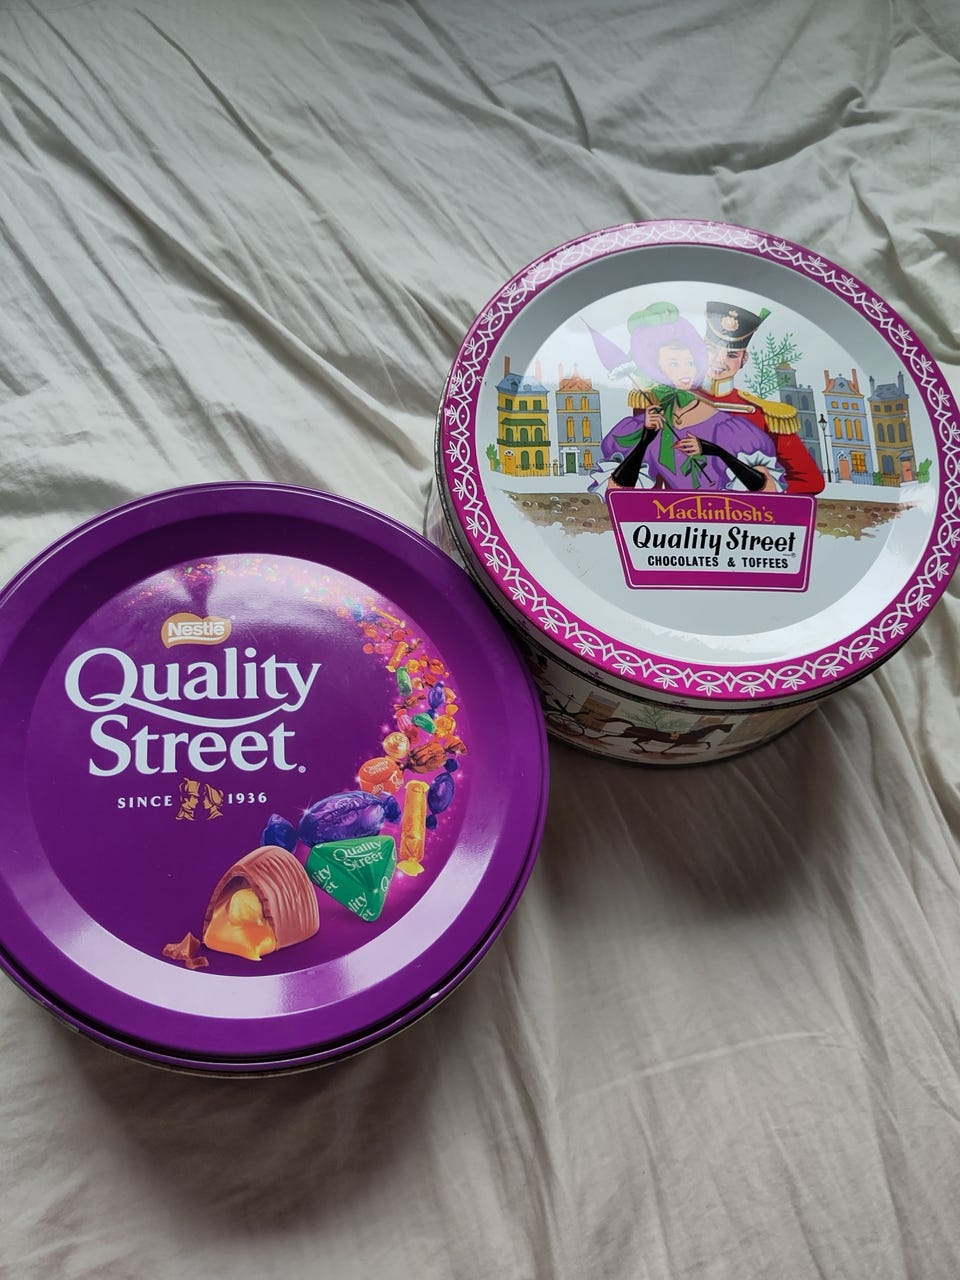 Nestlé
Quality
Street®
SINCE 1936
Quality
Street
Mackintosh's
Quality Street®
CHOCOLATES & TOFFEES